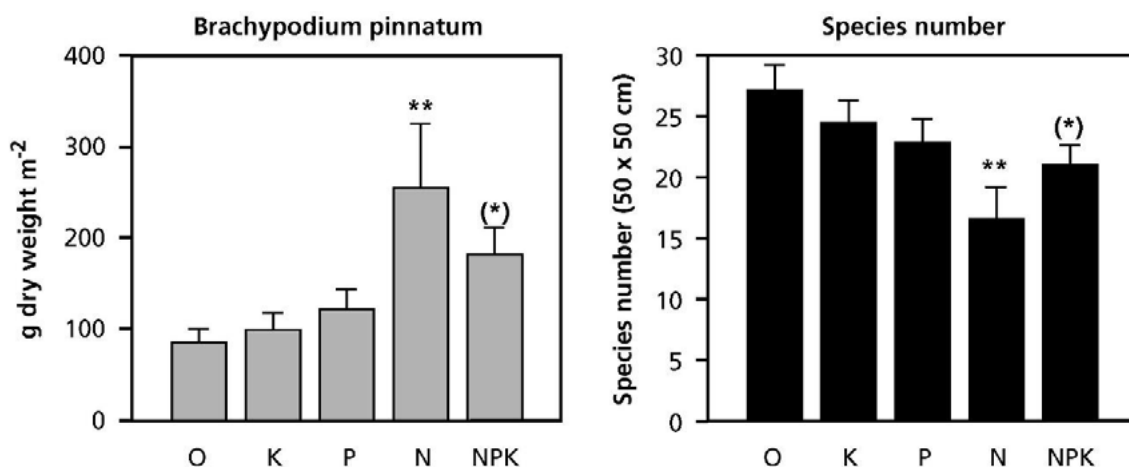 Brachypodium pinnatum
g dry weight m-2
400
300
200
100
0
**
(*)
O K P N NPK
Species number
Species number (50 x 50 cm)
30
25
20
15
10
5
0
**
(*)
O K P N NPK